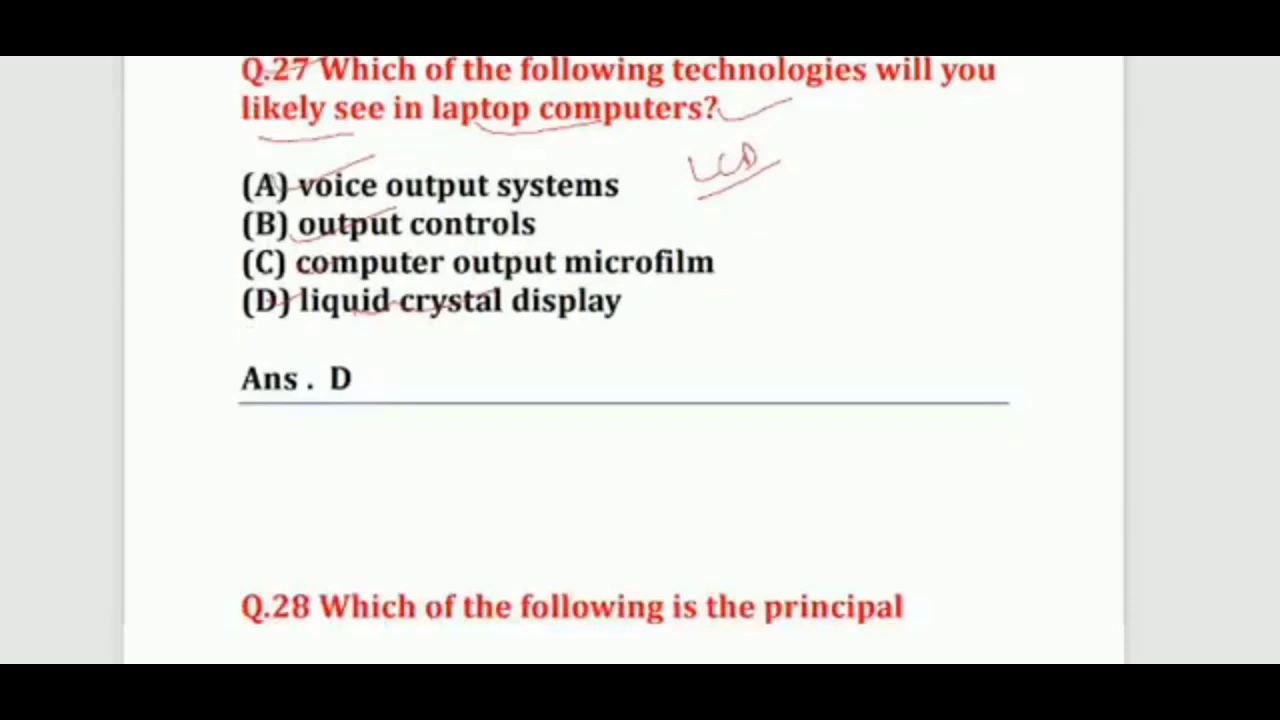 Q.27 Which of the following technologies will you
likely see in laptop computers?
LCD
(A) voice output systems
(B) output controls
(C) computer output microfilm
(D) liquid crystal display
Ans . D
Q.28 Which of the following is the principal